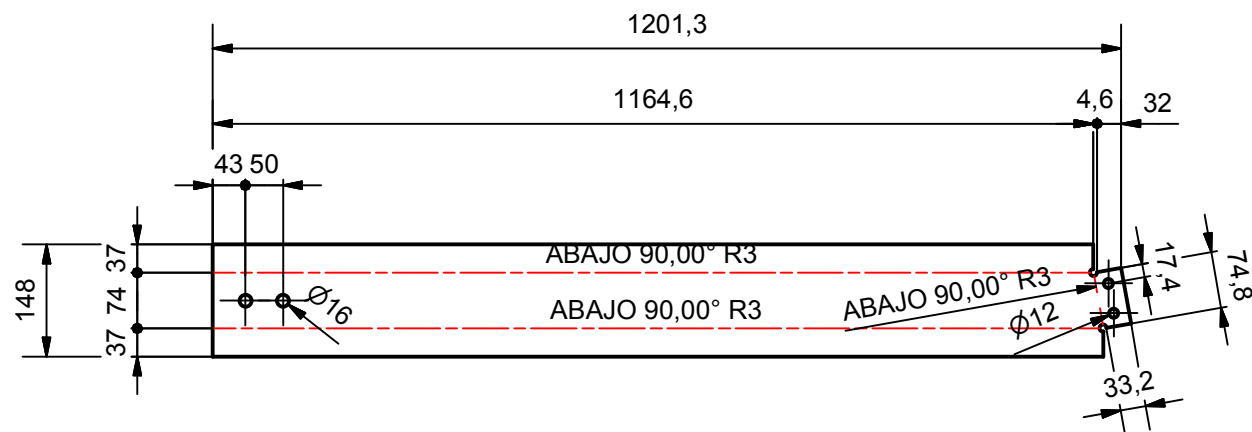 1201,3
1164,6
4,6
32
43
50
37
74
37
148
ABAJO 90,00° R3
ABAJO 90,00° R3
ABAJO 90,00° R3
Ø16
Ø12
17,4
74,8
33,2